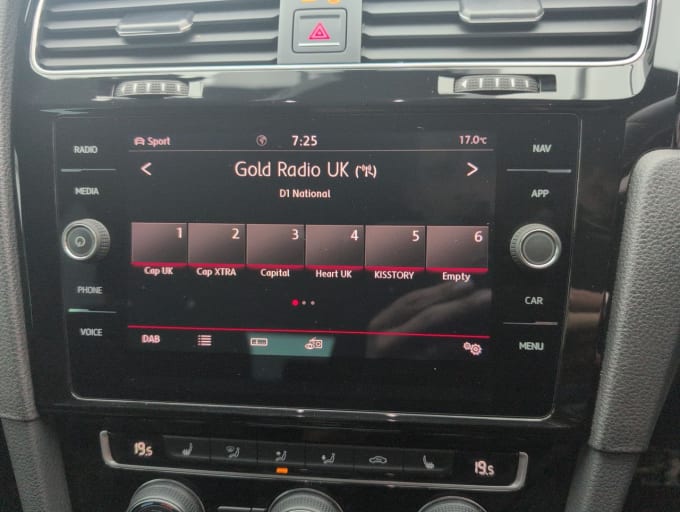 RADIO
MEDIA
PHONE
VOICE
Sport 7:25 17.0°C
< Gold Radio UK >
D1 National
1 2 3 4 5 6
Cap UK Cap XTRA Capital Heart UK KISSTORY Empty
DAB
NAV
APP
CAR
MENU
19.5 19.5